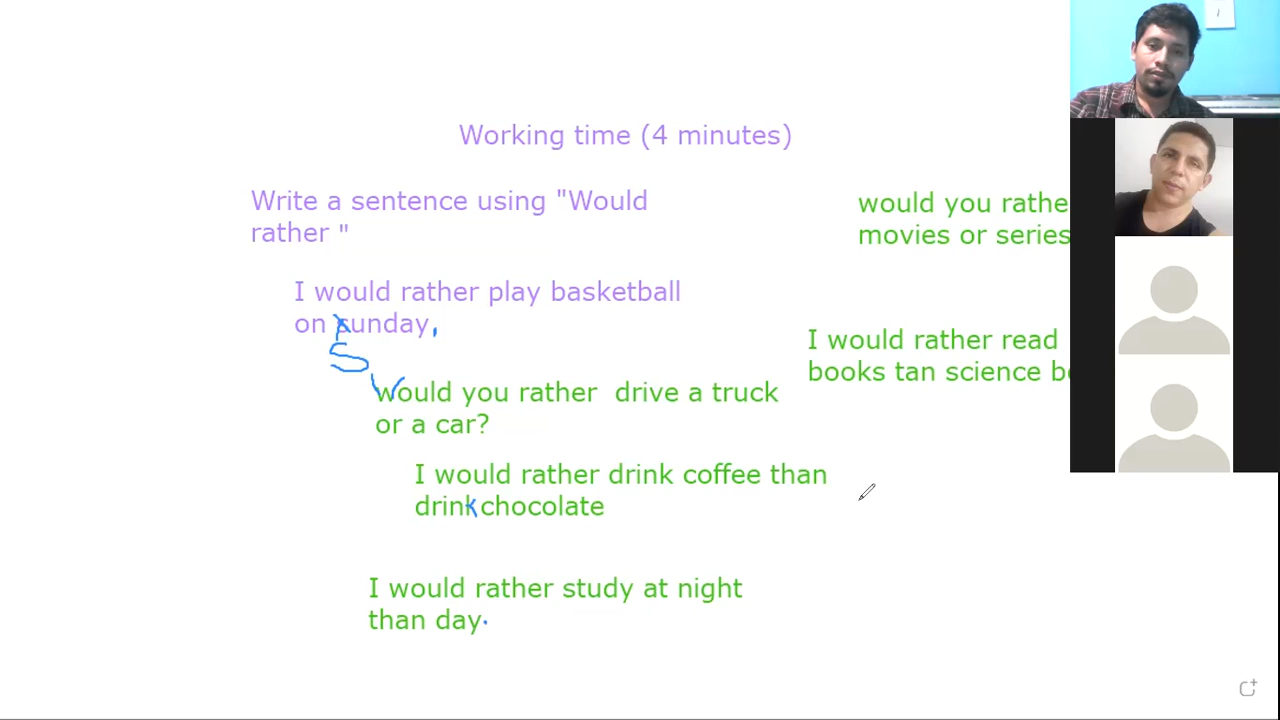 Working time (4 minutes)
Write a sentence using "Would
rather "
I would rather play basketball
on sunday.
S
would you rather  drive a truck
or a car?
I would rather drink coffee than
drink chocolate
I would rather study at night
than day.
would you
movies or series
I would rather read
books tan science